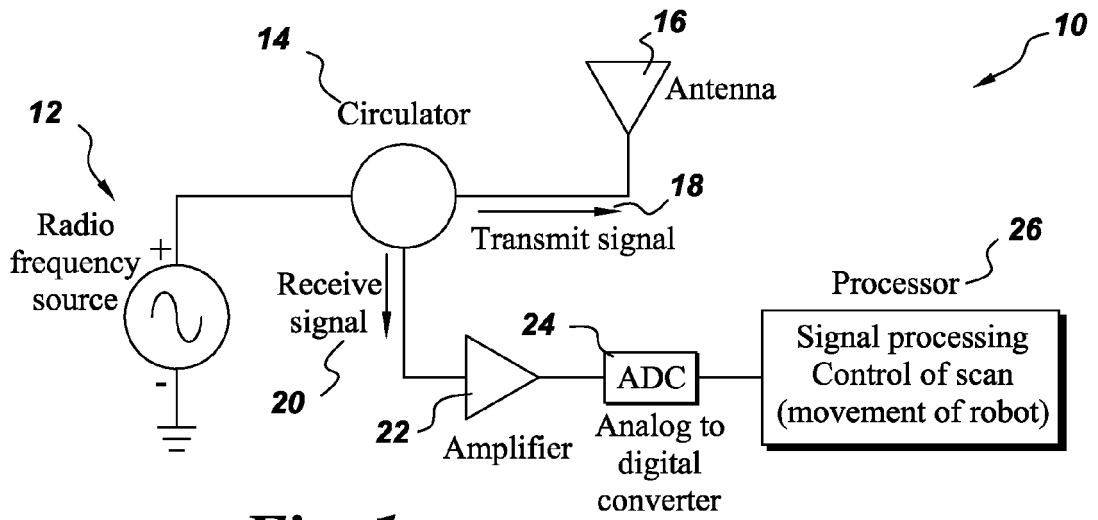 14
16
10
Circulator
Antenna
12
18
Radio
frequency
source
+
-
Transmit signal
26
Processor
Receive
signal
20
24
22
Amplifier
ADC
Analog to
digital
converter
Signal processing
Control of scan
(movement of robot)